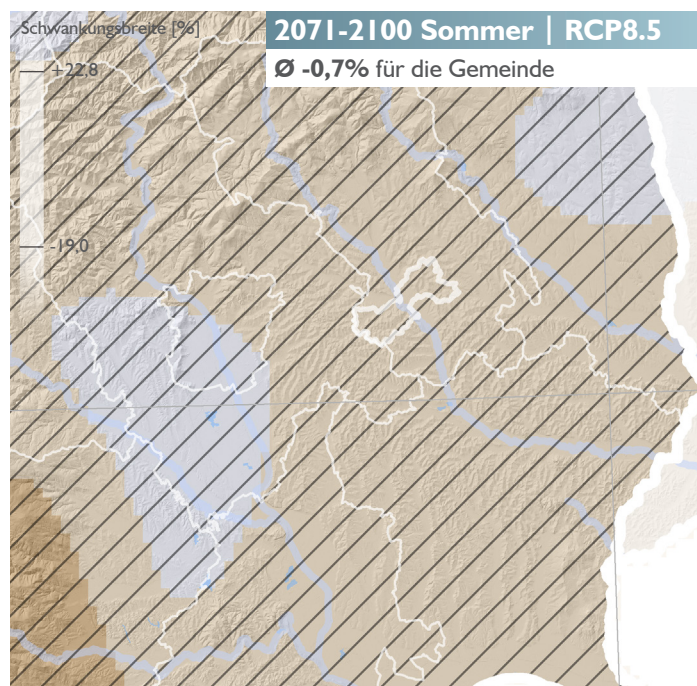 Schwankungsbreite [%]
2071-2100 Sommer | RCP8.5
+22,8
Ø -0,7% für die Gemeinde
-19,0